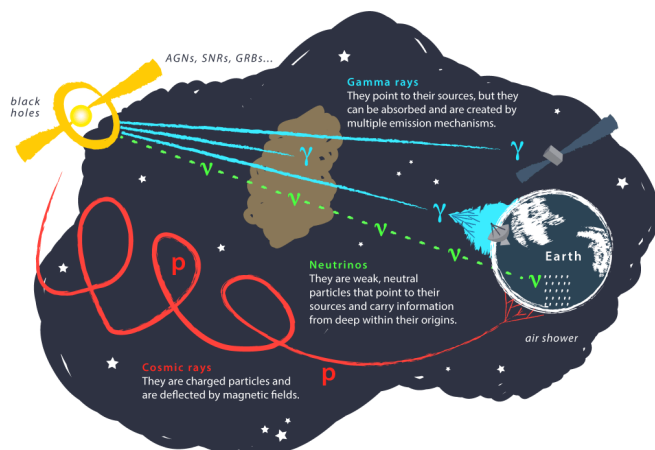 AGNs, SNRs, GRBs...
black
holes
Gamma rays
They point to their sources, but they
can be absorbed and are created by
multiple emission mechanisms.
γ
ν
γ
ν
γ
ν
ν
Earth
ν
p
Neutrinos
They are weak, neutral
particles that point to their
sources and carry information
from deep within their origins.
air shower
Cosmic rays
They are charged particles and
are deflected by magnetic fields.
p